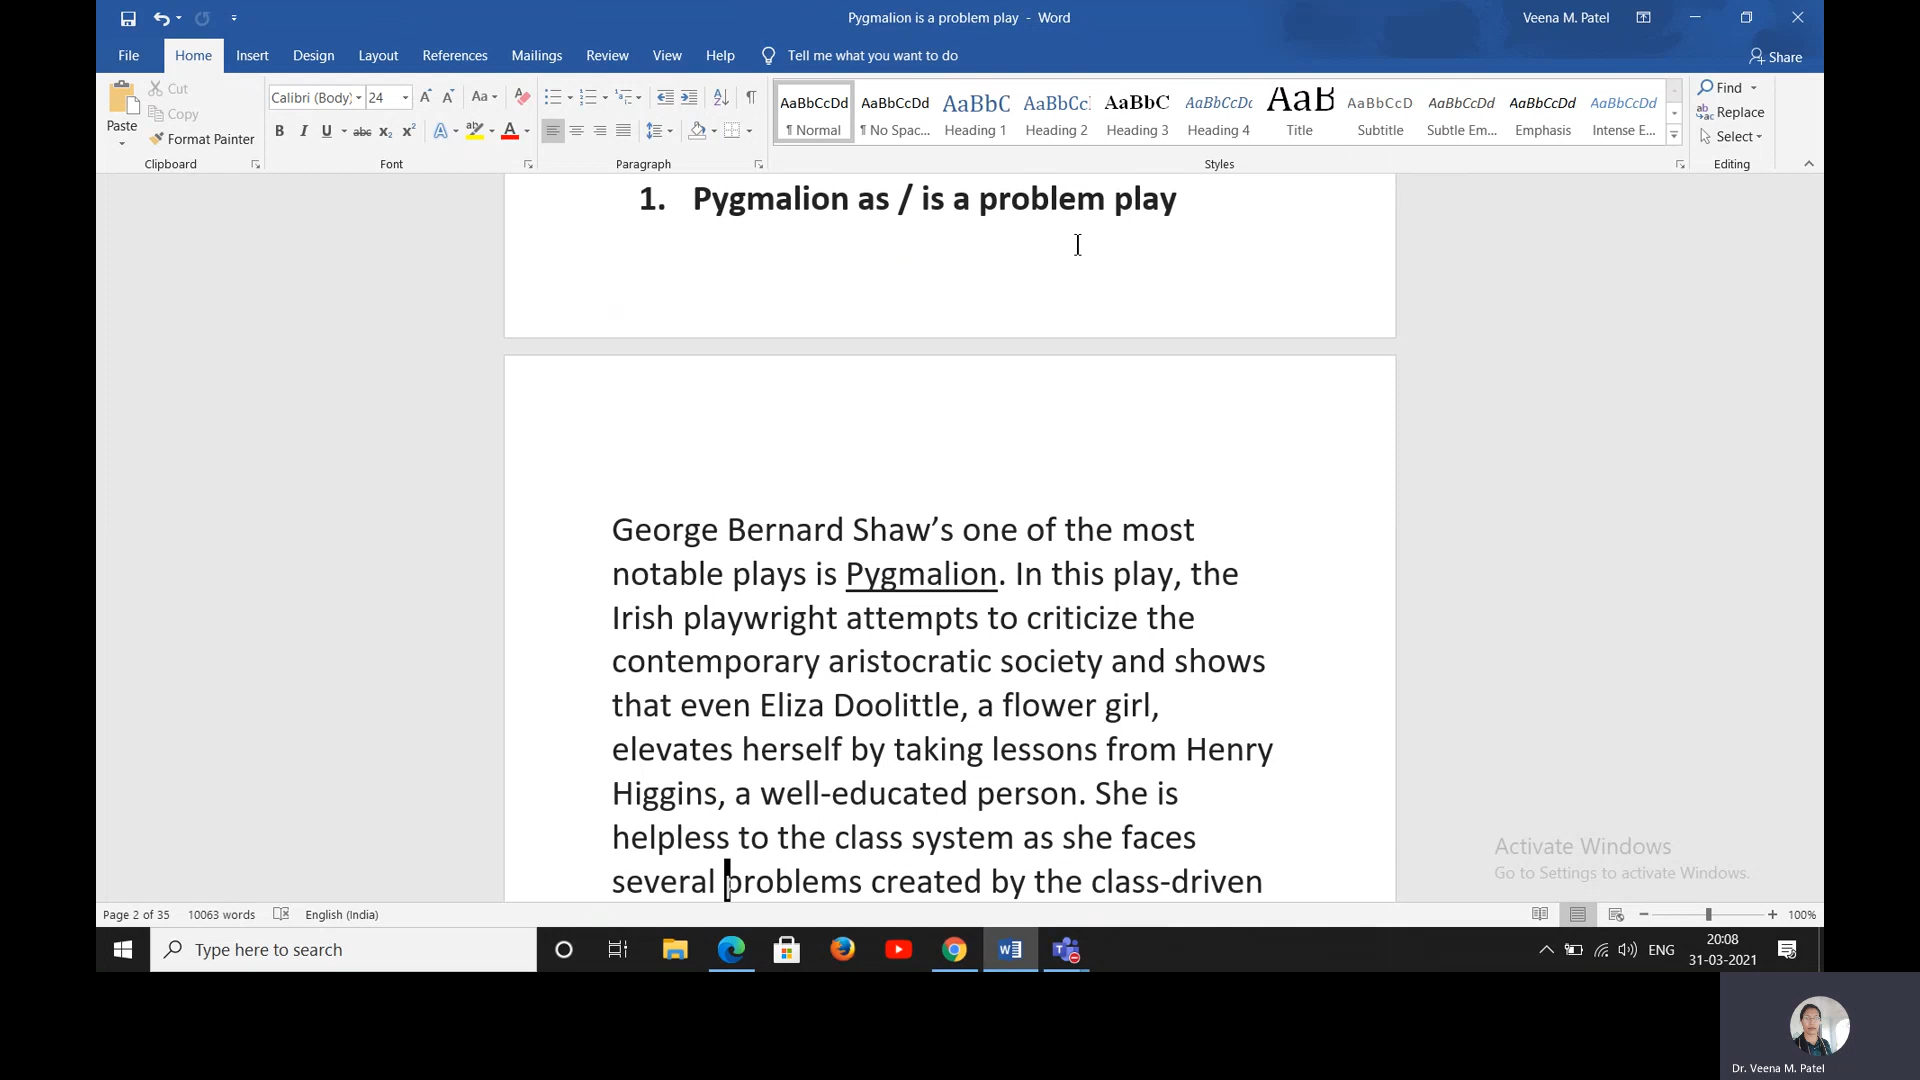 Pygmalion is a problem play - Word
Veena M. Patel
File Home Insert Design Layout References Mailings Review View Help Tell me what you want to do
Share
Paste
Cut
Copy
Format Painter
Clipboard
Calibri (Body) 24
Font
Paragraph
AaBbCcDd AaBbCcDd AaBbC AaBbCc AaBbC AaBbCcDc AaB AaBbCcD AaBbCcDd AaBbCcDd AaBbCcDd
¶ Normal ¶ No Spac... Heading 1 Heading 2 Heading 3 Heading 4 Title Subtitle Subtle Em... Emphasis Intense E...
Styles
Find
Replace
Select
Editing
1. Pygmalion as / is a problem play
George Bernard Shaw’s one of the most
notable plays is Pygmalion. In this play, the
Irish playwright attempts to criticize the
contemporary aristocratic society and shows
that even Eliza Doolittle, a flower girl,
elevates herself by taking lessons from Henry
Higgins, a well-educated person. She is
helpless to the class system as she faces
several problems created by the class-driven
Activate Windows
Go to Settings to activate Windows.
Page 2 of 35 10063 words English (India)
100%
Type here to search
ENG
20:08
31-03-2021
Dr. Veena M. Patel